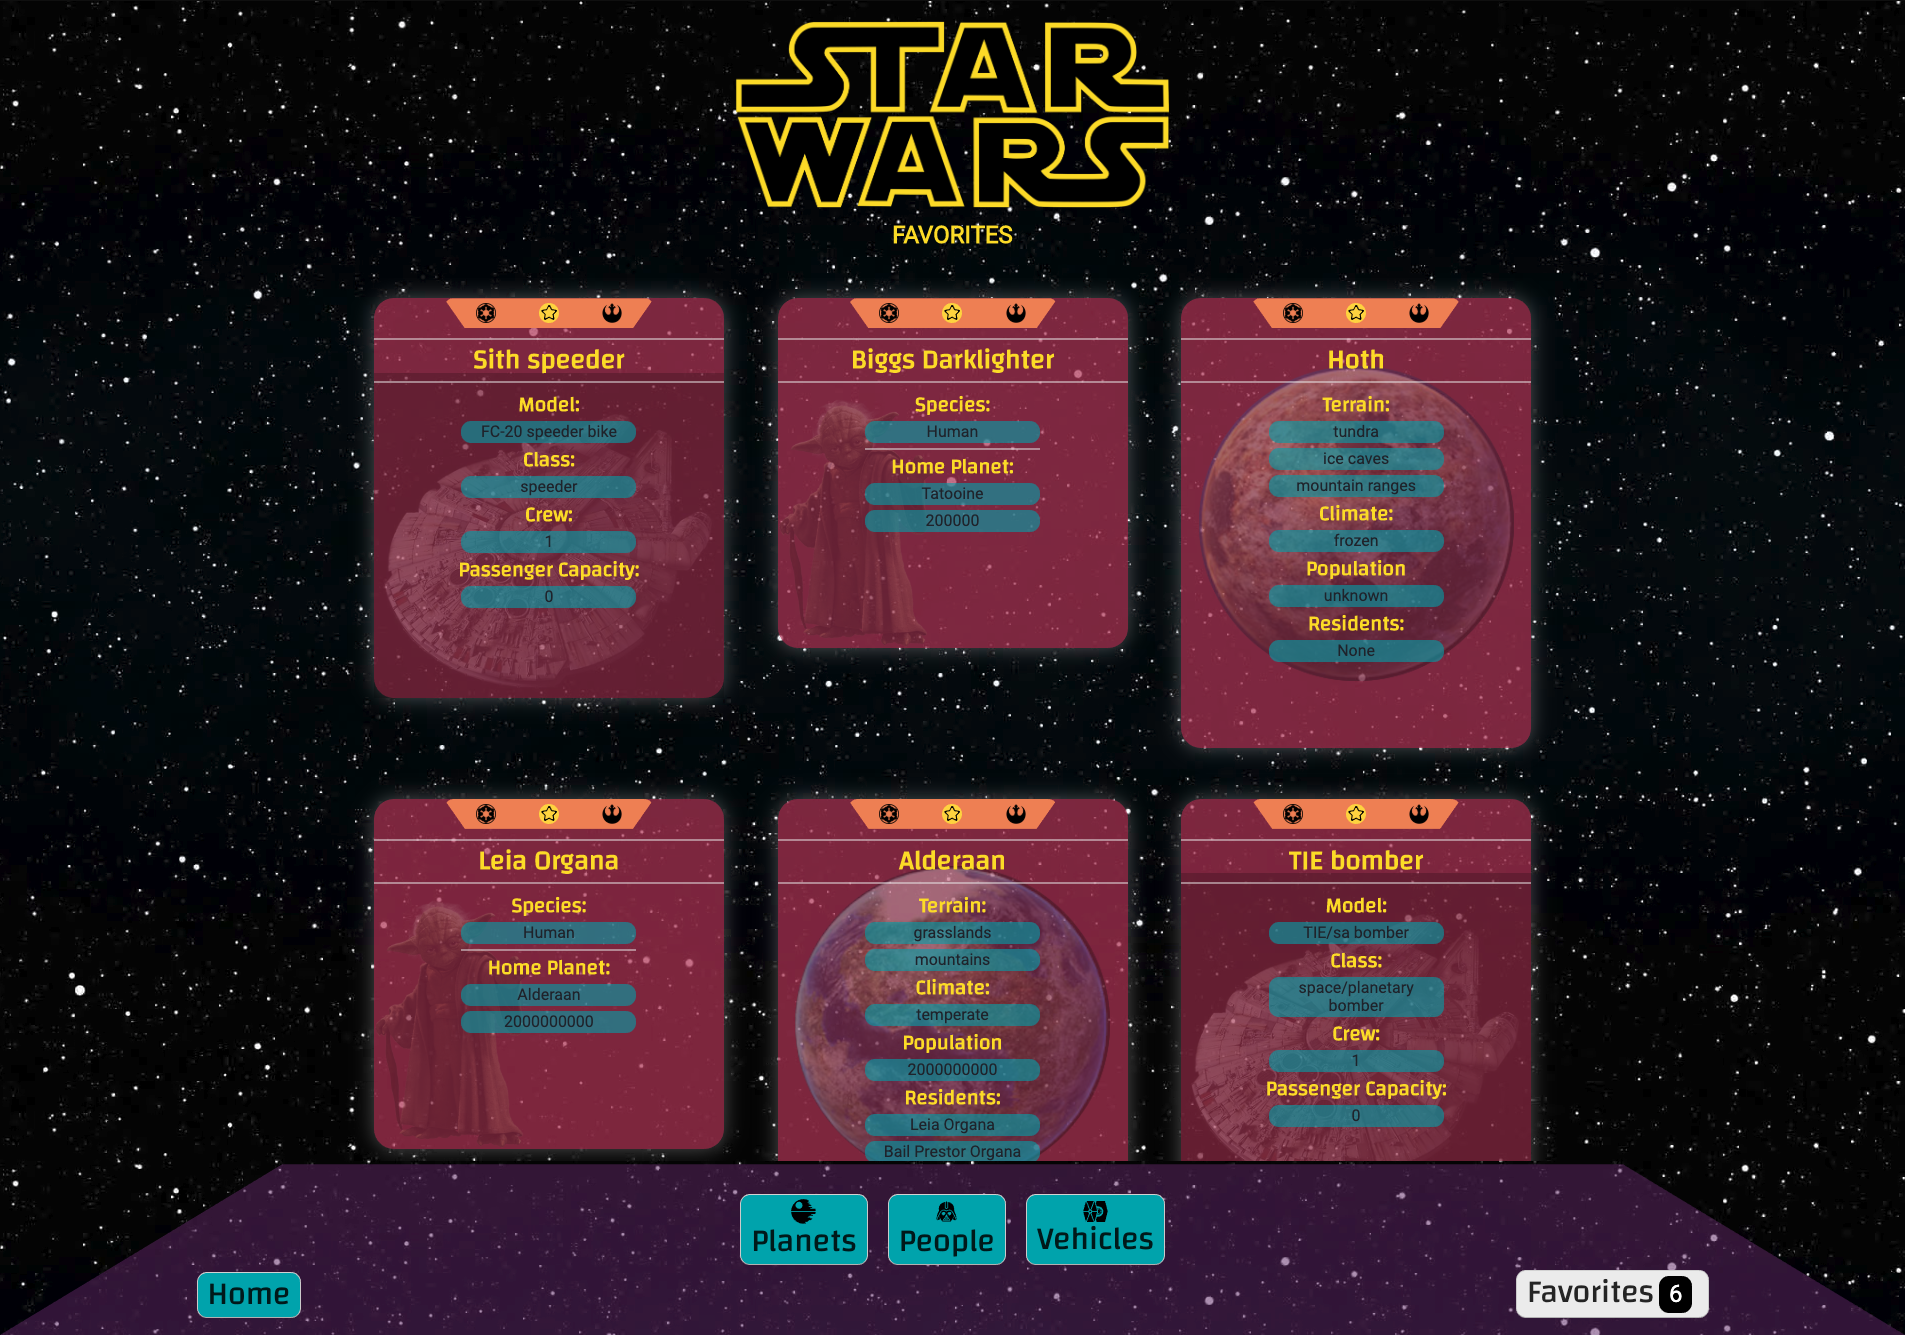 STAR
WARS
FAVORITES
Sith speeder
Model:
FC-20 speeder bike
Class:
speeder
Crew:
1
Passenger Capacity:
0
Biggs Darklighter
Species:
Human
Home Planet:
Tatooine
200000
Hoth
Terrain:
tundra
ice caves
mountain ranges
Climate:
frozen
Population
unknown
Residents:
None
Leia Organa
Species:
Human
Home Planet:
Alderaan
2000000000
Alderaan
Terrain:
grasslands
mountains
Climate:
temperate
Population
2000000000
Residents:
Leia Organa
Bail Prestor Organa
TIE bomber
Model:
TIE/sa bomber
Class:
space/planetary
bomber
Crew:
1
Passenger Capacity:
0
Planets
People
Vehicles
Home
Favorites 6